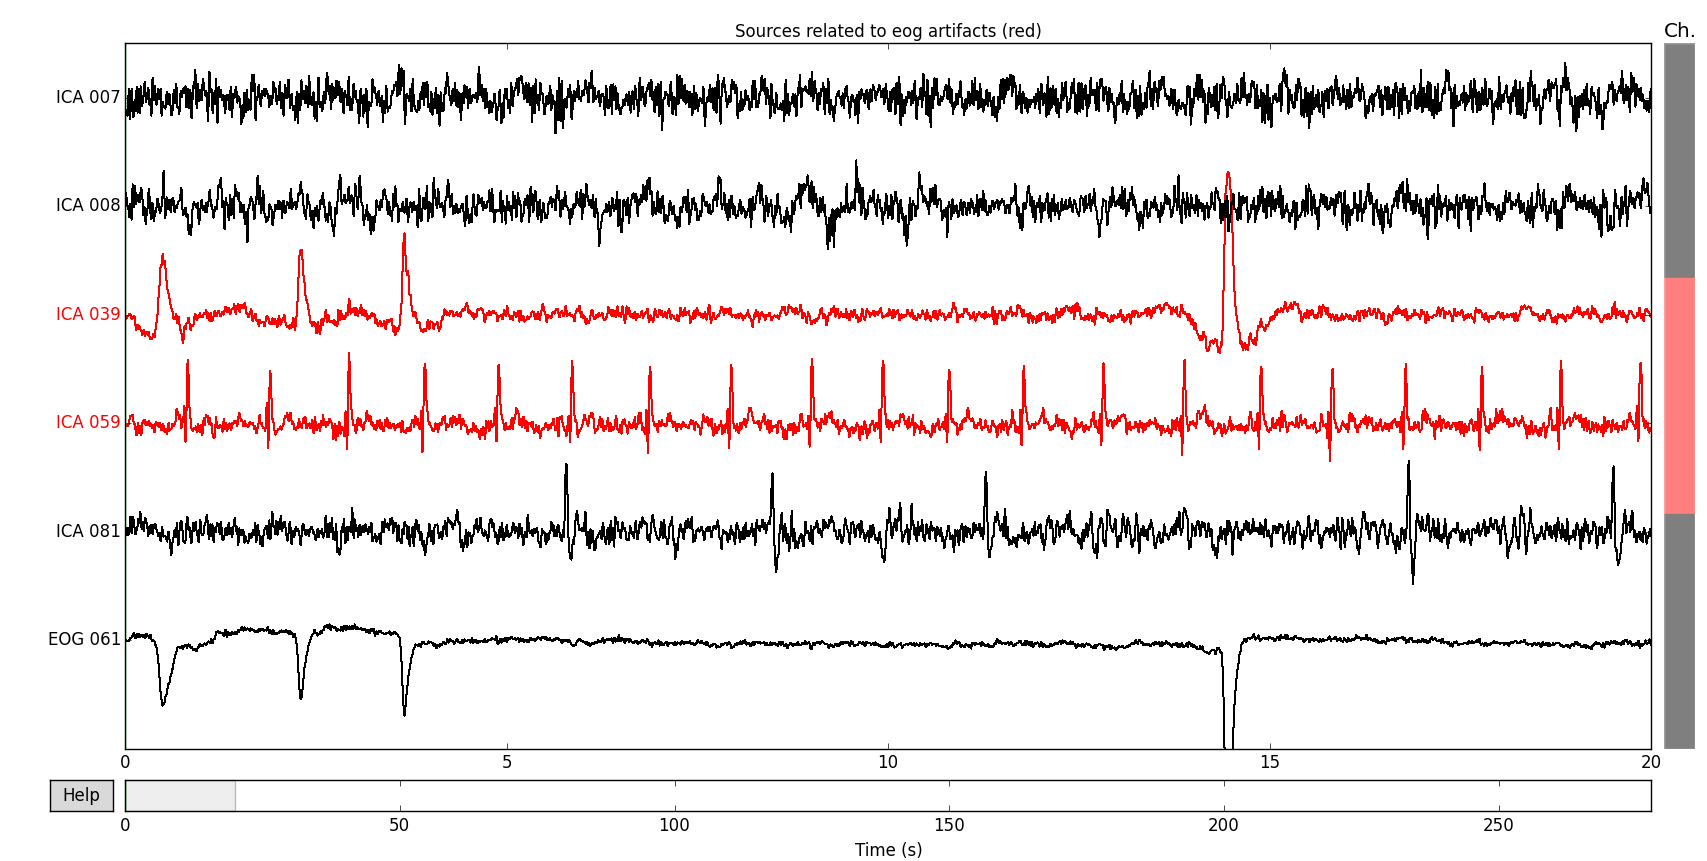 Sources related to eog artifacts (red)
Ch.
ICA 007
ICA 008
ICA 039
ICA 059
ICA 081
EOG 061
0 5 10 15 20
Help
0 50 100 150 200 250
Time (s)